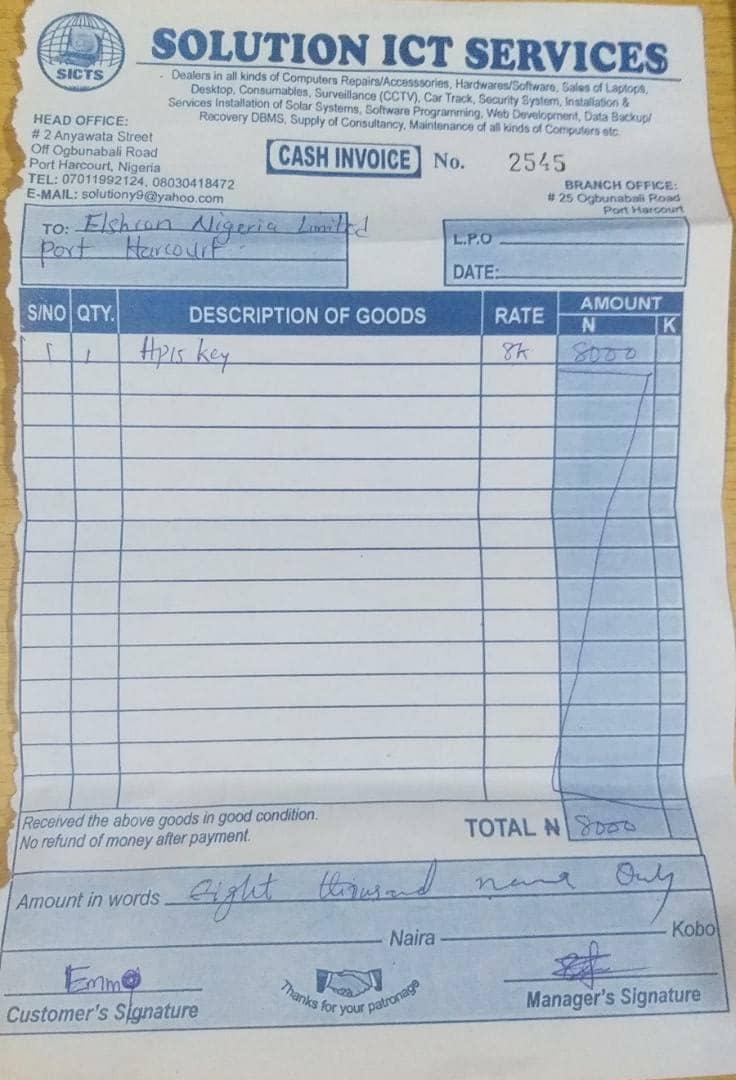 SICTS
SOLUTION ICT SERVICES
Dealers in all kinds of Computers Repairs/Accesssories, Hardwares/Software, Sales of Laptops,
Desktop, Consumables, Surveillance (CCTV), Car Track, Security System, Installation &
Services Installation of Solar Systems, Software Programming, Web Development, Data Backup/
Recovery DBMS, Supply of Consultancy, Maintenance of all kinds of Computers etc.
HEAD OFFICE:
# 2 Anyawata Street
Off Ogbunabali Road
Port Harcourt, Nigeria
TEL: 07011992124, 08030418472
E-MAIL: solutiony9@yahoo.com
CASH INVOICE No. 2545
BRANCH OFFICE:
# 25 Ogbunabali Road
Port Harcourt
TO: Elshcon Nigeria Limited
Port Harcourt
L.P.O
DATE:
S/NO QTY. DESCRIPTION OF GOODS RATE AMOUNT
N K
1 1 Hp15 key 8k 8000
Received the above goods in good condition.
No refund of money after payment.
TOTAL N 8000
Amount in words Eight thousand naira Only
Naira Kobo
Emma
Customer's Signature
Thanks for your patronage
Manager's Signature